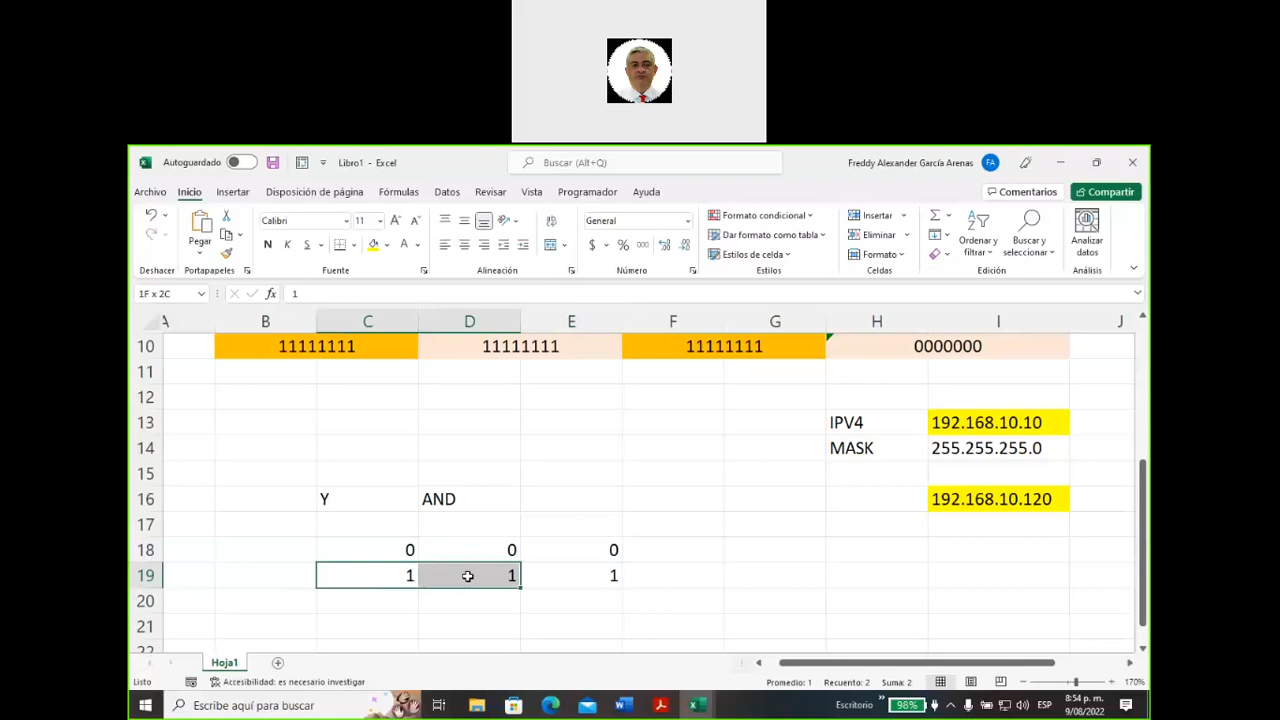 Autoguardado
Libro1 - Excel
Buscar (Alt+Q)
Freddy Alexander García Arenas
FA
Archivo Inicio Insertar Disposición de página Fórmulas Datos Revisar Vista Programador Ayuda
Comentarios
Compartir
Pegar
Calibri 11
N K S
General
$ % 000
Formato condicional
Dar formato como tabla
Estilos de celda
Insertar
Eliminar
Formato
Ordenar y filtrar
Buscar y seleccionar
Analizar datos
Deshacer Portapapeles Fuente Alineación Número Estilos Celdas Edición Análisis
1F x 2C
fx 1
A B C D E F G H I J
10 11111111 11111111 11111111 0000000
11
12
13 IPV4 192.168.10.10
14 MASK 255.255.255.0
15
16 Y AND 192.168.10.120
17
18 0 0 0
19 1 1 1
20
21
22
Hoja1
Listo
Accesibilidad: es necesario investigar
Promedio: 1 Recuento: 2 Suma: 2
170%
Escribe aquí para buscar
Escritorio
98%
ESP
8:54 p. m.
9/08/2022